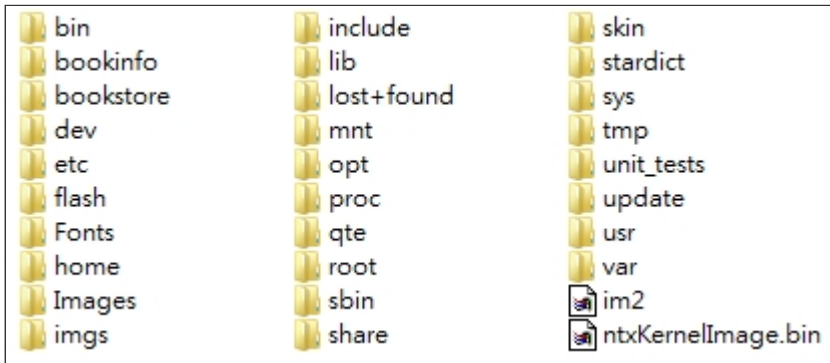 bin
bookinfo
bookstore
dev
etc
flash
Fonts
home
Images
imgs
include
lib
lost+found
mnt
opt
proc
qte
root
sbin
share
skin
stardict
sys
tmp
unit_tests
update
usr
var
im2
ntxKernelImage.bin